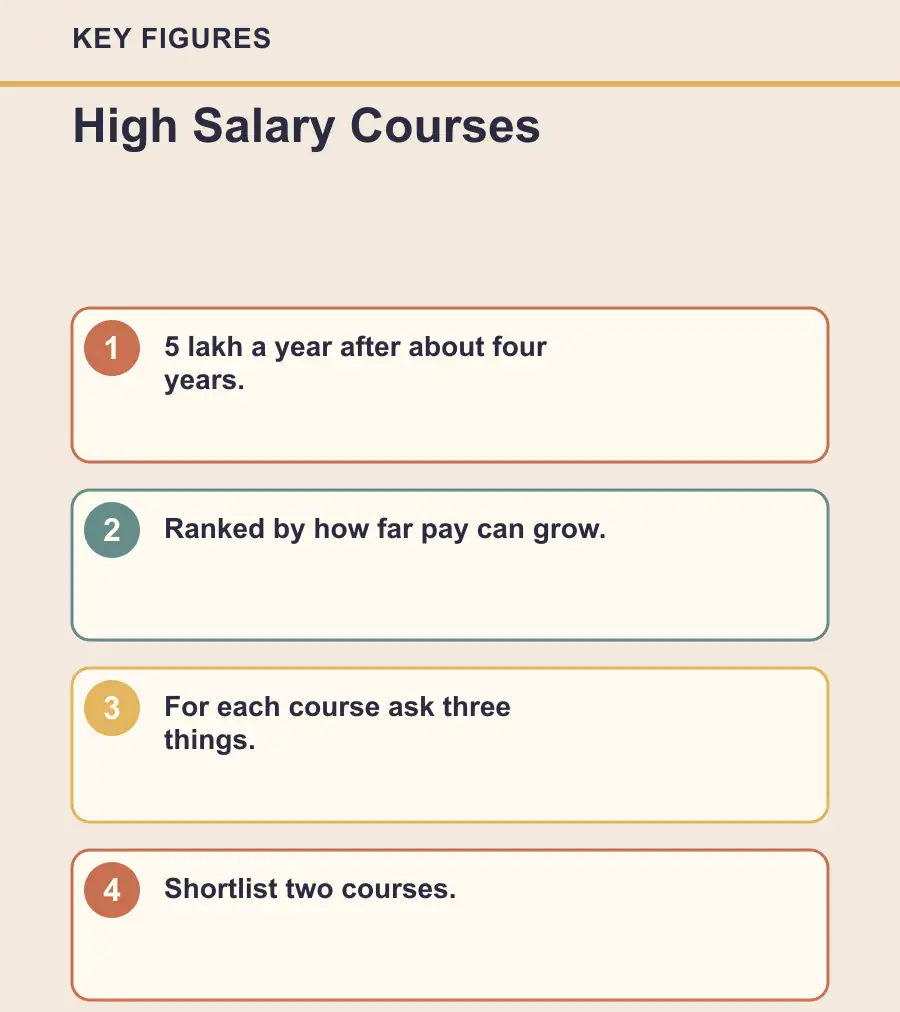 KEY FIGURES
High Salary Courses
1
5 lakh a year after about four
years.
2
Ranked by how far pay can grow.
3
For each course ask three
things.
4
Shortlist two courses.